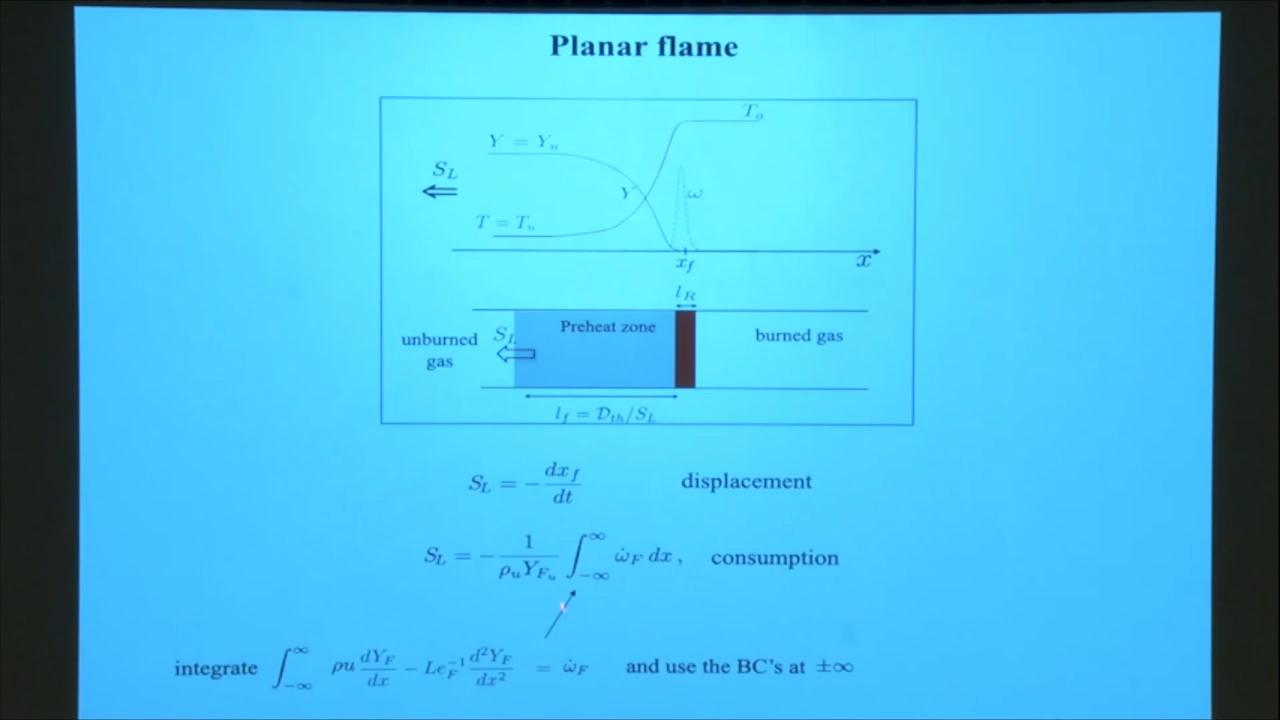 Planar flame
T_a
Y = Y_u
S_L
Y
ω
T = T_u
x_f
x
l_R
Preheat zone
unburned gas
S_L
burned gas
l_f = 𝒟_th/S_L
S_L = − dx_f/dt displacement
S_L = − 1/(ρ_u Y_{F_u}) ∫_{−∞}^{∞} ω̇_F dx , consumption
integrate ∫_{−∞}^{∞} ρu dY_F/dx − Le_F^{−1} d²Y_F/dx² = ω̇_F and use the BC's at ±∞